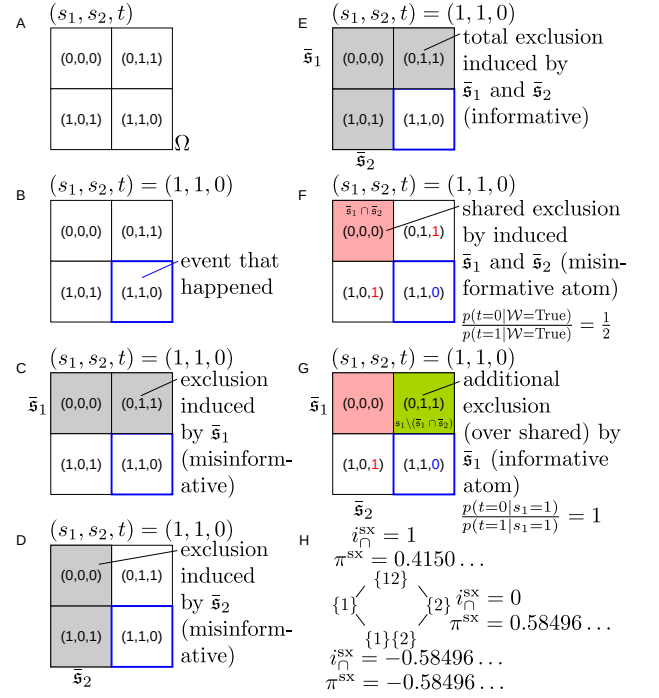 A
(s₁, s₂, t)
(0,0,0) (0,1,1)
(1,0,1) (1,1,0)
Ω
B
(s₁, s₂, t) = (1, 1, 0)
(0,0,0) (0,1,1)
(1,0,1) (1,1,0)
event that
happened
C
(s₁, s₂, t) = (1, 1, 0)
𝔰̄₁
(0,0,0) (0,1,1)
(1,0,1) (1,1,0)
exclusion
induced
by 𝔰̄₁
(misinform-
ative)
D
(s₁, s₂, t) = (1, 1, 0)
(0,0,0) (0,1,1)
(1,0,1) (1,1,0)
𝔰̄₂
exclusion
induced
by 𝔰̄₂
(misinform-
ative)
E
(s₁, s₂, t) = (1, 1, 0)
𝔰̄₁
(0,0,0) (0,1,1)
(1,0,1) (1,1,0)
𝔰̄₂
total exclusion
induced by
𝔰̄₁ and 𝔰̄₂
(informative)
F
(s₁, s₂, t) = (1, 1, 0)
𝔰̄₁ ∩ 𝔰̄₂
(0,0,0) (0,1,1)
(1,0,1) (1,1,0)
shared exclusion
by induced
𝔰̄₁ and 𝔰̄₂ (misin-
formative atom)
p(t=0|𝒲=True)/p(t=1|𝒲=True) = 1/2
G
(s₁, s₂, t) = (1, 1, 0)
𝔰̄₁
(0,0,0) (0,1,1)
s₁\(𝔰̄₁ ∩ 𝔰̄₂)
(1,0,1) (1,1,0)
𝔰̄₂
additional
exclusion
(over shared) by
𝔰̄₁ (informative
atom)
p(t=0|s₁=1)/p(t=1|s₁=1) = 1
H
i∩ˢˣ = 1
πˢˣ = 0.4150 …
{12}
{1} {2}
i∩ˢˣ = 0
πˢˣ = 0.58496 …
{1}{2}
i∩ˢˣ = −0.58496 …
πˢˣ = −0.58496 …